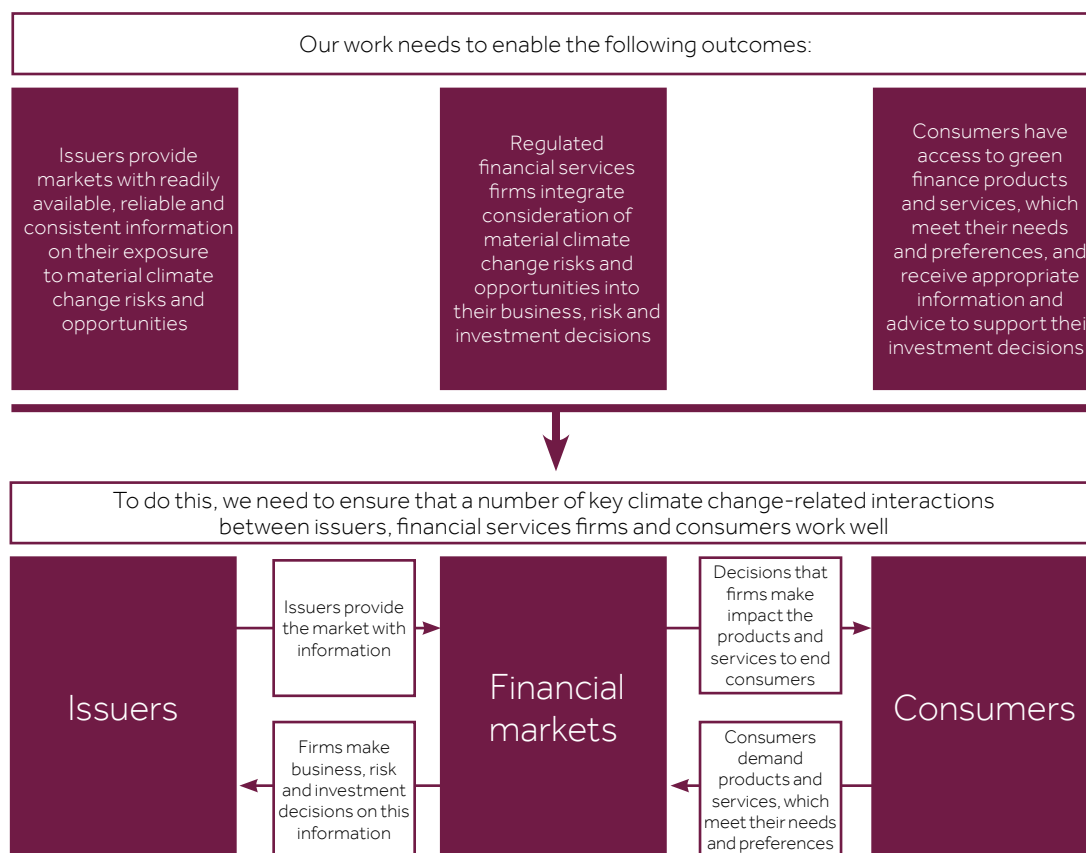 Our work needs to enable the following outcomes:
Issuers provide
markets with readily
available, reliable and
consistent information
on their exposure
to material climate
change risks and
opportunities
Regulated
financial services
firms integrate
consideration of
material climate
change risks and
opportunities into
their business, risk and
investment decisions
Consumers have
access to green
finance products
and services, which
meet their needs
and preferences, and
receive appropriate
information and
advice to support their
investment decisions
To do this, we need to ensure that a number of key climate change-related interactions
between issuers, financial services firms and consumers work well
Issuers
Issuers provide
the market with
information
Firms make
business, risk
and investment
decisions on this
information
Financial
markets
Decisions that
firms make
impact the
products and
services to end
consumers
Consumers
demand
products and
services, which
meet their needs
and preferences
Consumers